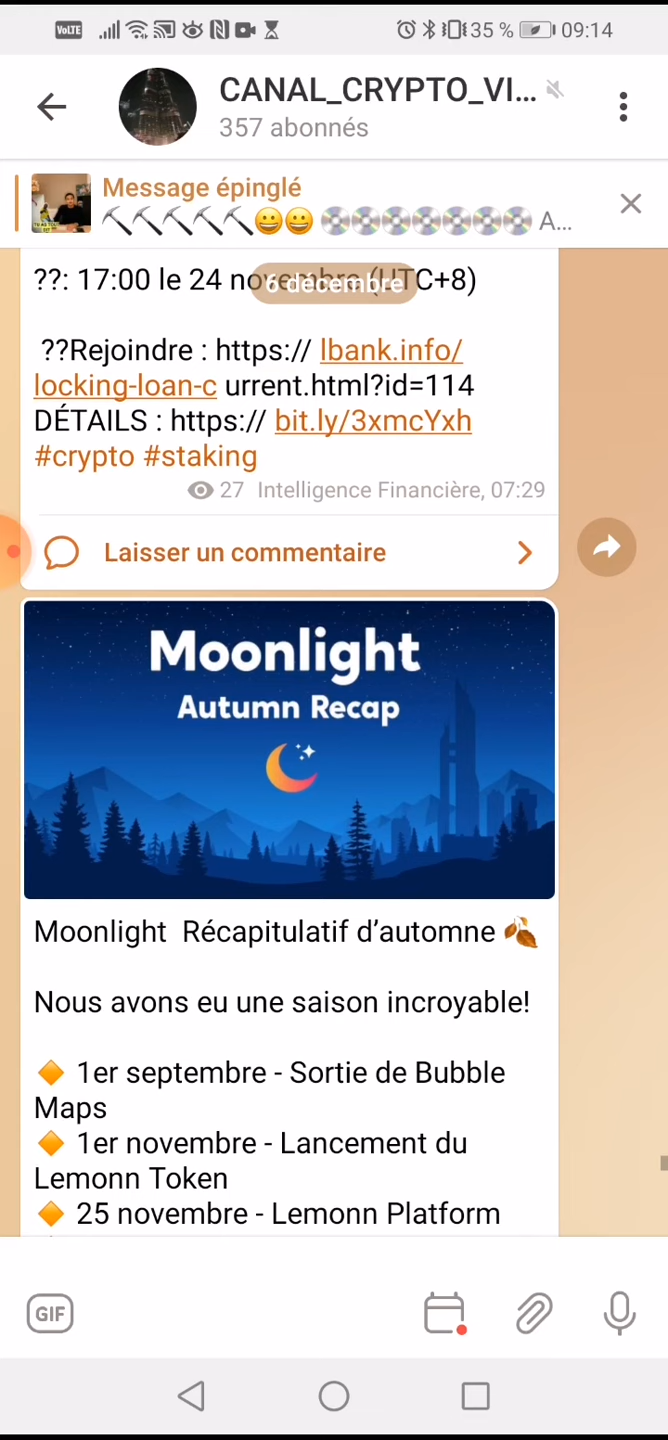 VoLTE 35 % 09:14
CANAL_CRYPTO_VI...
357 abonnés
Message épinglé
⛏⛏⛏⛏⛏😀😀 💿💿💿💿💿💿💿 A...
6 décembre
??: 17:00 le 24 novembre (UTC+8)
??Rejoindre : https:// lbank.info/
locking-loan-c urrent.html?id=114
DÉTAILS : https:// bit.ly/3xmcYxh
#crypto #staking
27 Intelligence Financière, 07:29
Laisser un commentaire
Moonlight
Autumn Recap
Moonlight Récapitulatif d’automne 🍂
Nous avons eu une saison incroyable!
🔶 1er septembre - Sortie de Bubble
Maps
🔶 1er novembre - Lancement du
Lemonn Token
🔶 25 novembre - Lemonn Platform
GIF